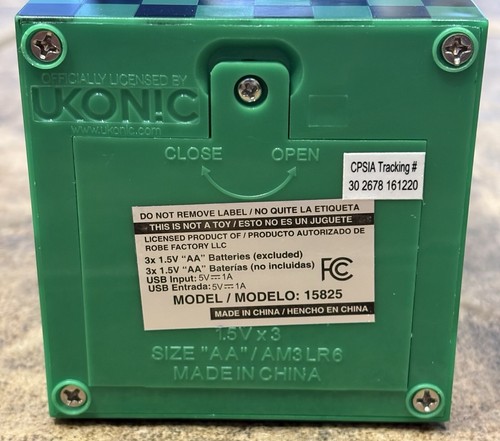 OFFICIALLY LICENSED BY
UKONIC
www.ukonic.com
CLOSE OPEN
CPSIA Tracking #
30 2678 161220
DO NOT REMOVE LABEL / NO QUITE LA ETIQUETA
THIS IS NOT A TOY / ESTO NO ES UN JUGUETE
LICENSED PRODUCT OF / PRODUCTO AUTORIZADO DE
ROBE FACTORY LLC
3x 1.5V "AA" Batteries (excluded)
3x 1.5V "AA" Baterías (no incluidas)
FC
USB Input: 5V⎓1A
USB Entrada: 5V⎓1A
MODEL / MODELO: 15825
MADE IN CHINA / HENCHO EN CHINA
1.5V x 3
SIZE "AA" / AM3 LR6
MADE IN CHINA